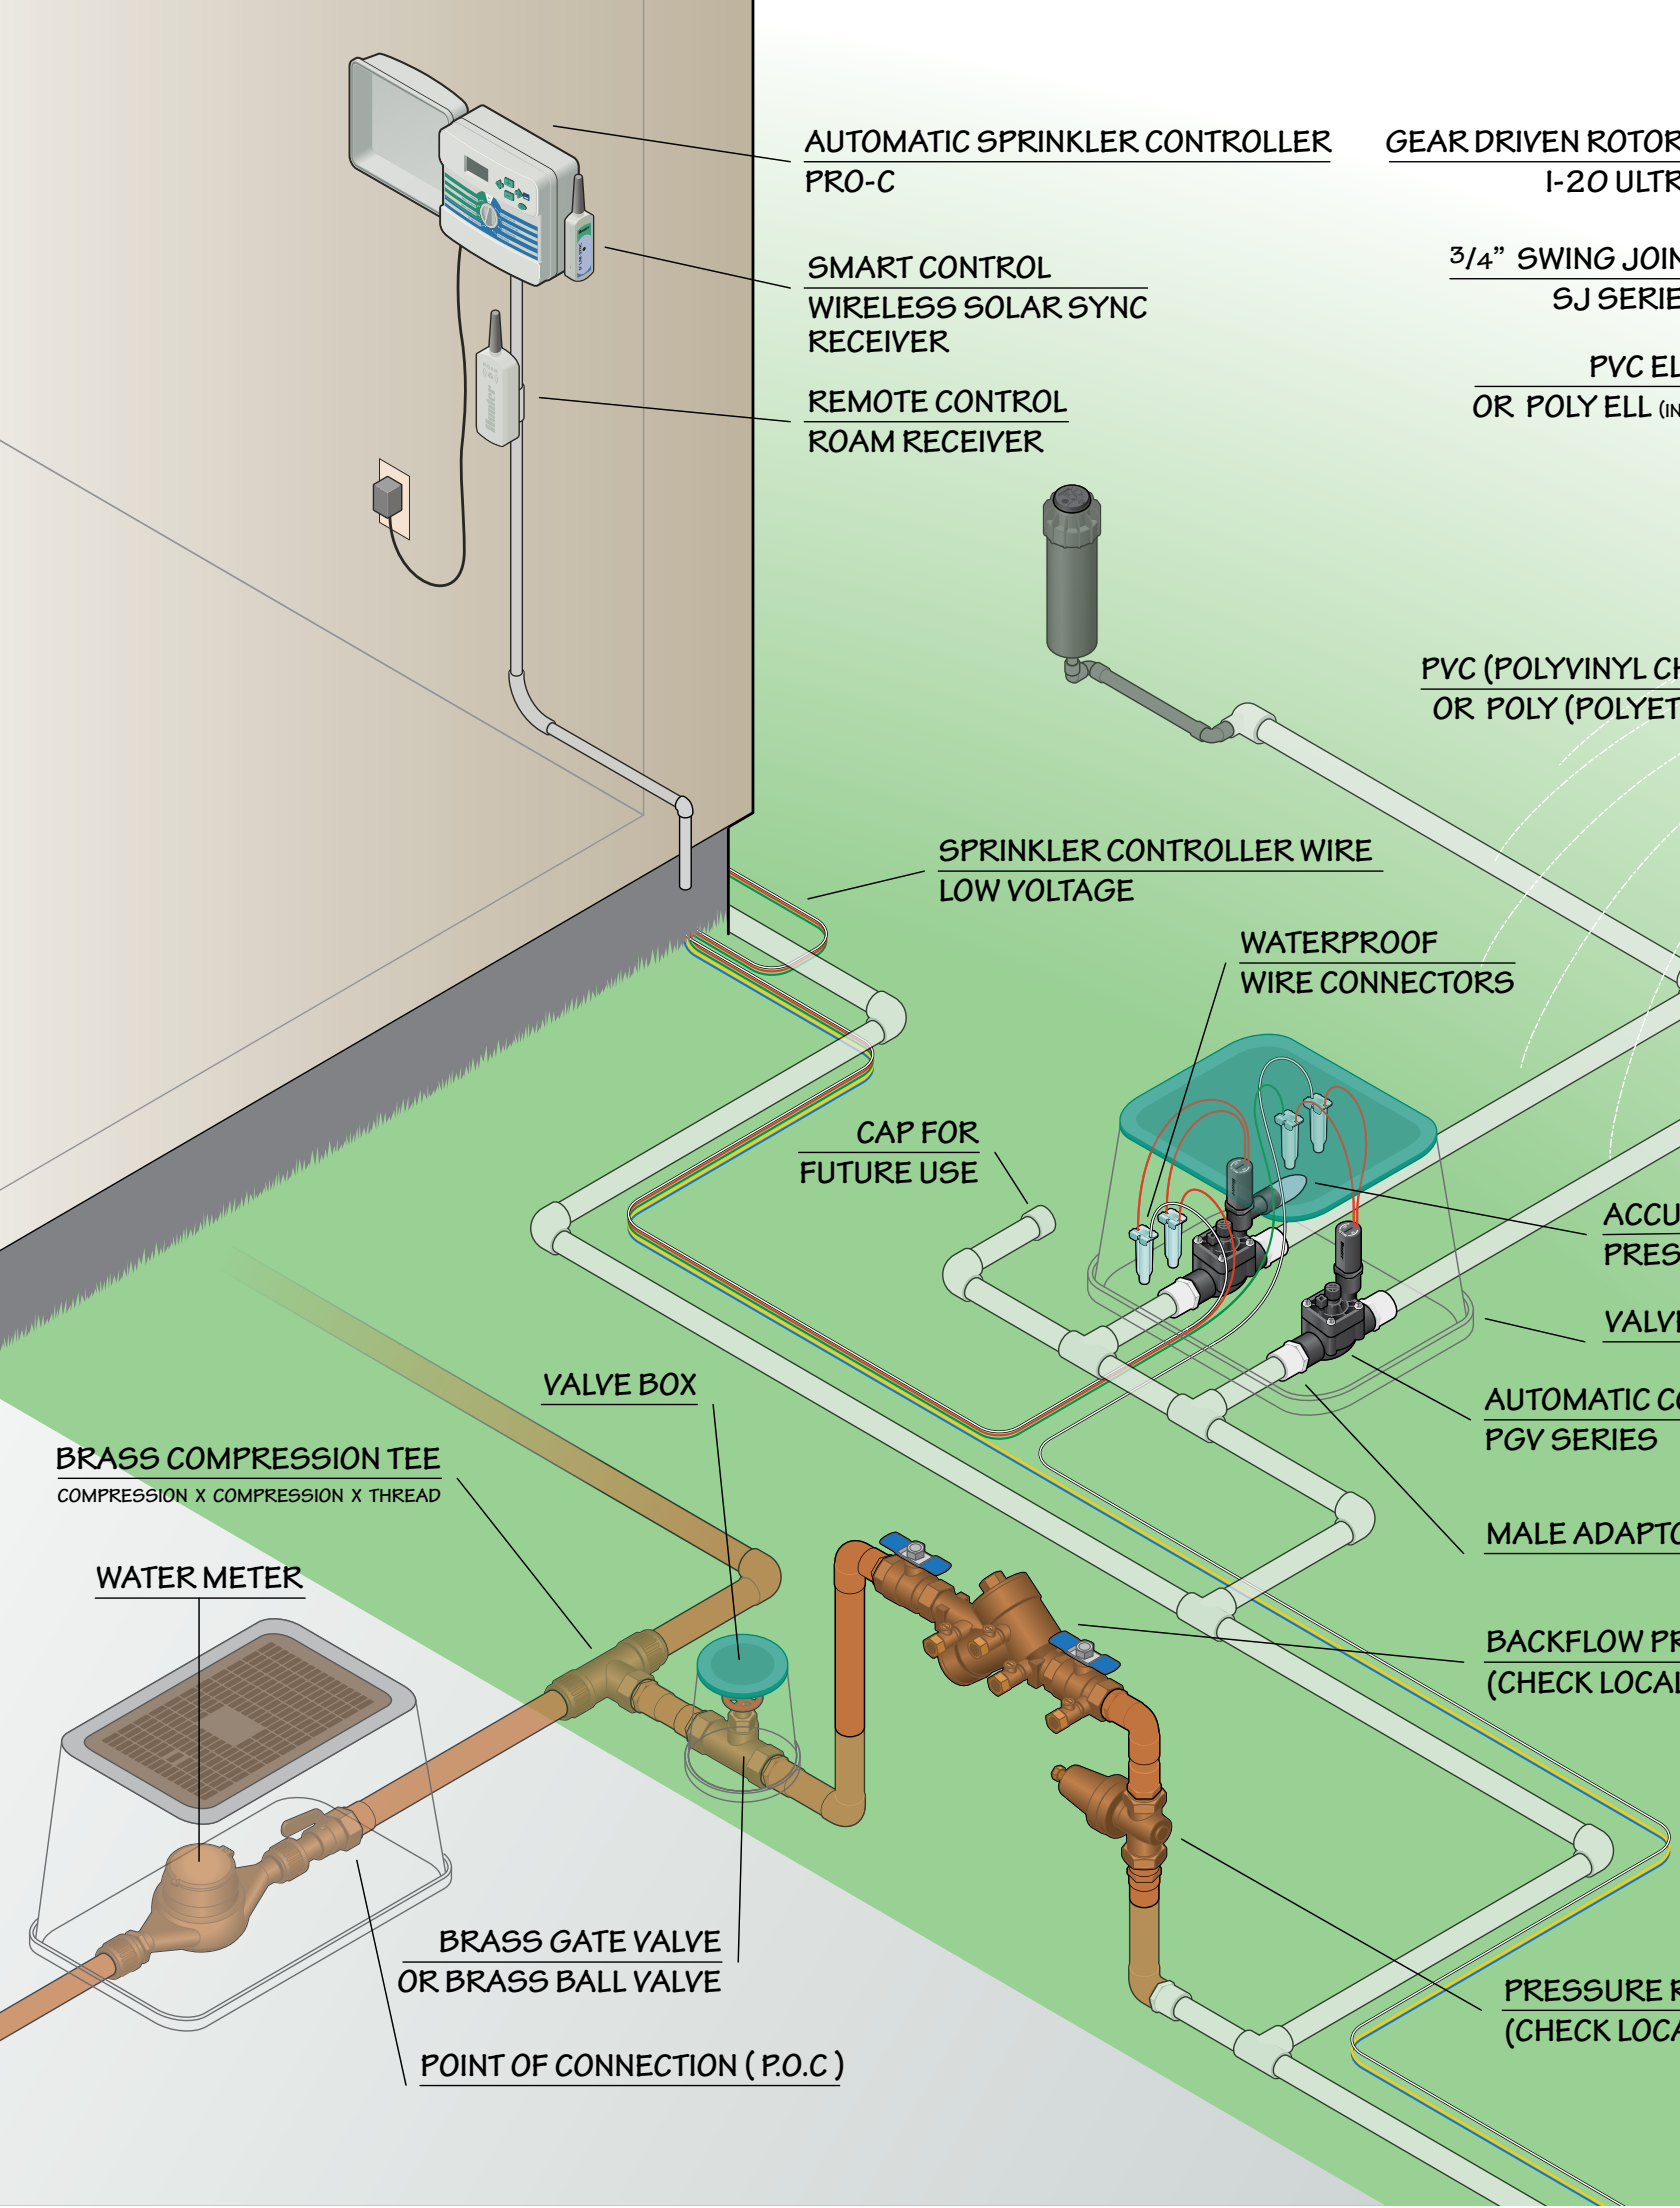 AUTOMATIC SPRINKLER CONTROLLER
PRO-C
GEAR DRIVEN ROTOR
I-20 ULTR
SMART CONTROL
WIRELESS SOLAR SYNC
RECEIVER
3/4” SWING JOIN
SJ SERIE
REMOTE CONTROL
ROAM RECEIVER
PVC EL
OR POLY ELL (IN
Hunter
PVC (POLYVINYL CH
OR POLY (POLYET
SPRINKLER CONTROLLER WIRE
LOW VOLTAGE
WATERPROOF
WIRE CONNECTORS
CAP FOR
FUTURE USE
ACCU
PRES
VALVE
AUTOMATIC CO
PGV SERIES
VALVE BOX
BRASS COMPRESSION TEE
COMPRESSION X COMPRESSION X THREAD
MALE ADAPTO
WATER METER
BACKFLOW PR
(CHECK LOCAL
BRASS GATE VALVE
OR BRASS BALL VALVE
PRESSURE R
(CHECK LOCA
POINT OF CONNECTION ( P.O.C )